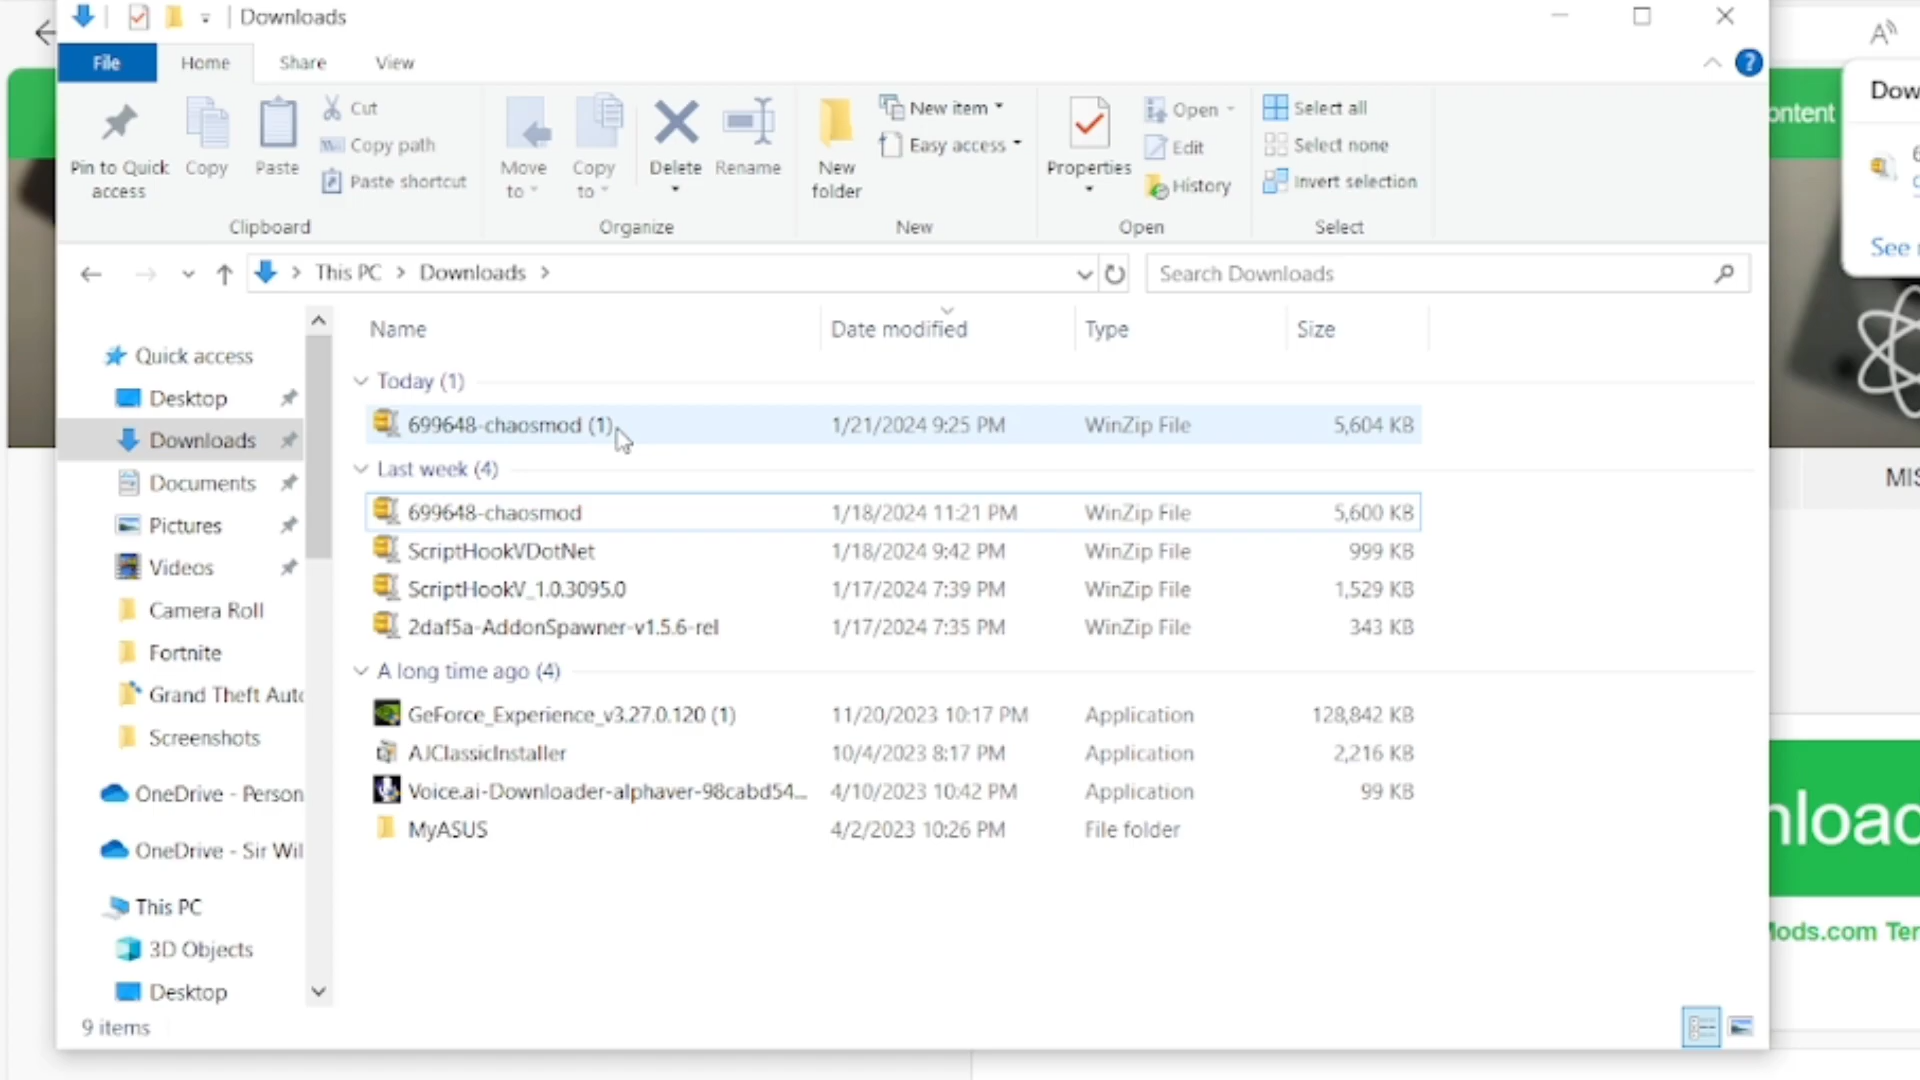 Downloads
File Home Share View
Pin to Quick access
Copy
Paste
Cut
Copy path
Paste shortcut
Clipboard
Move to
Copy to
Delete
Rename
Organize
New folder
New item
Easy access
New
Properties
Open
Edit
History
Open
Select all
Select none
Invert selection
Select
This PC > Downloads >
Search Downloads
Quick access
Desktop
Downloads
Documents
Pictures
Videos
Camera Roll
Fortnite
Grand Theft Auto
Screenshots
OneDrive - Person
OneDrive - Sir Wil
This PC
3D Objects
Desktop
Name Date modified Type Size
Today (1)
699648-chaosmod (1) 1/21/2024 9:25 PM WinZip File 5,604 KB
Last week (4)
699648-chaosmod 1/18/2024 11:21 PM WinZip File 5,600 KB
ScriptHookVDotNet 1/18/2024 9:42 PM WinZip File 999 KB
ScriptHookV_1.0.3095.0 1/17/2024 7:39 PM WinZip File 1,529 KB
2daf5a-AddonSpawner-v1.5.6-rel 1/17/2024 7:35 PM WinZip File 343 KB
A long time ago (4)
GeForce_Experience_v3.27.0.120 (1) 11/20/2023 10:17 PM Application 128,842 KB
AJClassicInstaller 10/4/2023 8:17 PM Application 2,216 KB
Voice.ai-Downloader-alphaver-98cabd54... 4/10/2023 10:42 PM Application 99 KB
MyASUS 4/2/2023 10:26 PM File folder
9 items
Dow
ontent
See
MIS
nload
Mods.com Ter